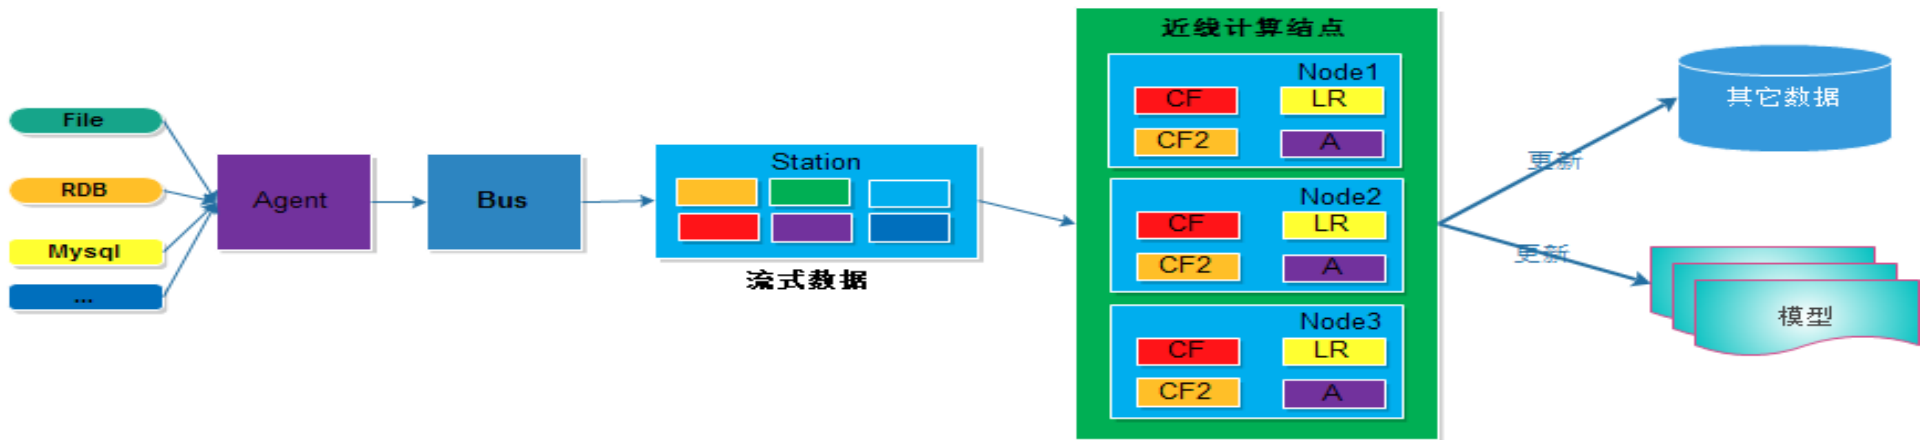 File
RDB
Mysql
...
Agent
Bus
Station
流式数据
近线计算结点
Node1
CF
LR
CF2
A
Node2
CF
LR
CF2
A
Node3
CF
LR
CF2
A
更新
更新
其它数据
模型